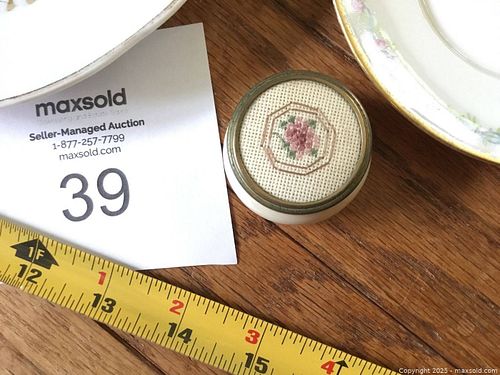 maxsold
Seller-Managed Auction
1-877-257-7799
maxsold.com
39
1F
12 13 14 15
1 2 3 4
Copyright 2025 - maxsold.com